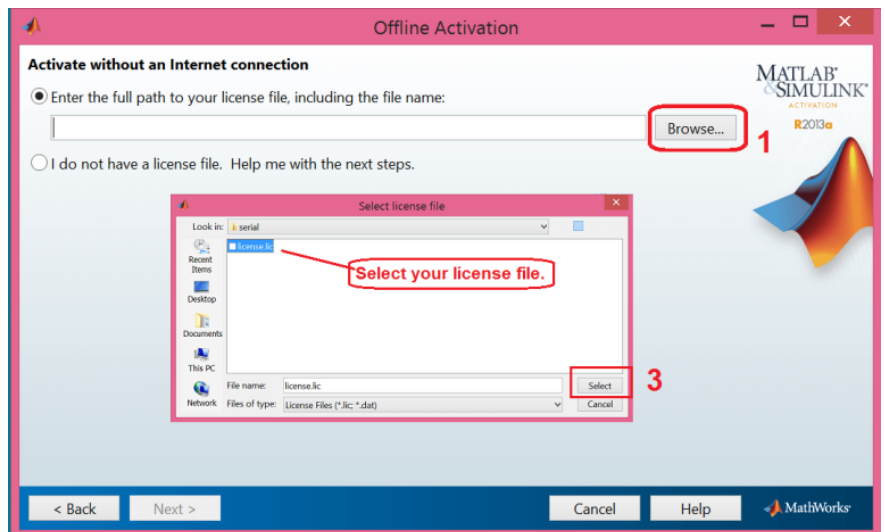 Offline Activation
Activate without an Internet connection
Enter the full path to your license file, including the file name:
Browse...
1
I do not have a license file. Help me with the next steps.
MATLAB®
&SIMULINK®
ACTIVATION
R2013a
Select license file
Look in: serial
license.lic
Select your license file.
Recent
Items
Desktop
Documents
This PC
Network
File name: license.lic
Select
3
Files of type: License Files (*.lic; *.dat)
Cancel
< Back
Next >
Cancel
Help
MathWorks®